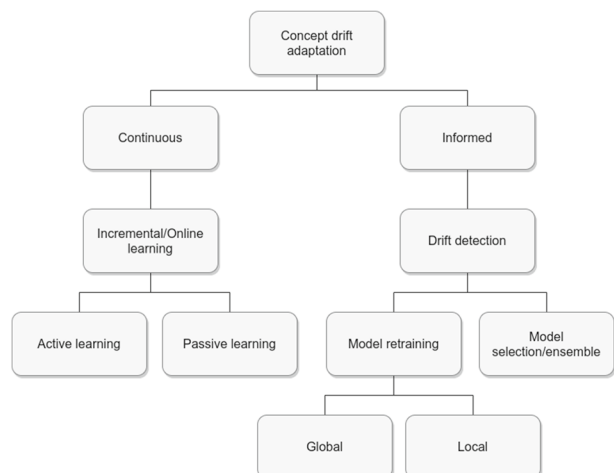 Concept drift
adaptation
Continuous
Informed
Incremental/Online
learning
Drift detection
Active learning
Passive learning
Model retraining
Model
selection/ensemble
Global
Local